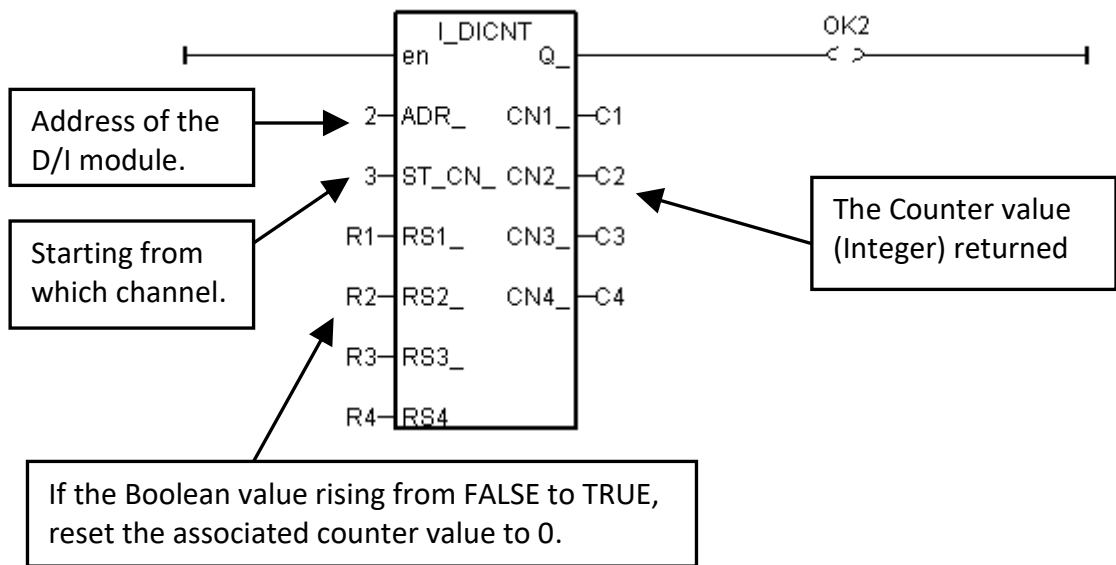 I_DICNT
OK2
en Q_
Address of the
D/I module.
2 ADR_ CN1_ C1
3 ST_CN_ CN2_ C2
Starting from
which channel.
The Counter value
(Integer) returned
R1 RS1_ CN3_ C3
R2 RS2_ CN4_ C4
R3 RS3_
R4 RS4
If the Boolean value rising from FALSE to TRUE,
reset the associated counter value to 0.